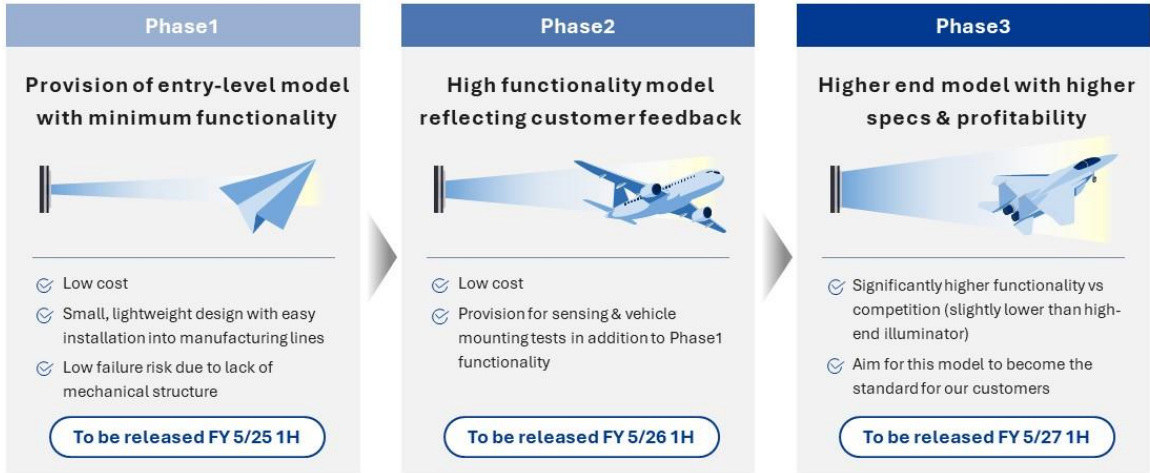 Phase1
Provision of entry-level model
with minimum functionality
Low cost
Small, lightweight design with easy
installation into manufacturing lines
Low failure risk due to lack of
mechanical structure
To be released FY 5/25 1H
Phase2
High functionality model
reflecting customer feedback
Low cost
Provision for sensing & vehicle
mounting tests in addition to Phase1
functionality
To be released FY 5/26 1H
Phase3
Higher end model with higher
specs & profitability
Significantly higher functionality vs
competition (slightly lower than high-
end illuminator)
Aim for this model to become the
standard for our customers
To be released FY 5/27 1H